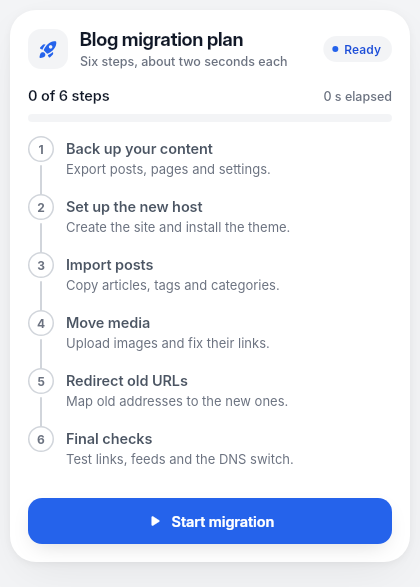 Blog migration plan
Six steps, about two seconds each
Ready
0 of 6 steps
0 s elapsed
1
Back up your content
Export posts, pages and settings.
2
Set up the new host
Create the site and install the theme.
3
Import posts
Copy articles, tags and categories.
4
Move media
Upload images and fix their links.
5
Redirect old URLs
Map old addresses to the new ones.
6
Final checks
Test links, feeds and the DNS switch.
Start migration